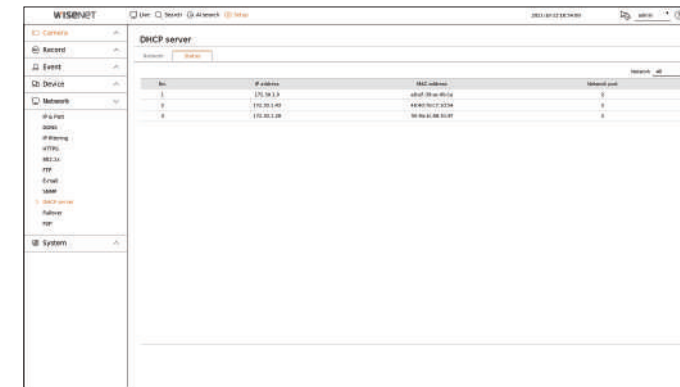 WISENET
Live Search AI search Setup
admin
Camera
Record
Event
Device
Network
IP & Port
DDNS
IP filtering
HTTPS
802.1x
FTP
E-mail
SNMP
DHCP server
Failover
P2P
System
DHCP server
Network Status
Network All
No. IP address MAC address Network port
1
2
3